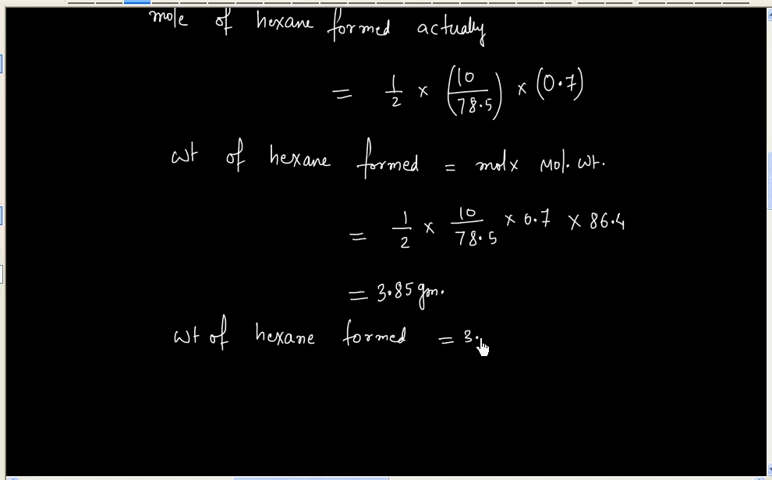 mole of hexane formed actually
= 1/2 × (10/78.5) × (0.7)
wt of hexane formed = mol× Mol. wt.
= 1/2 × 10/78.5 × 0.7 × 86.4
= 3.85 gm.
wt of hexane formed = 3.